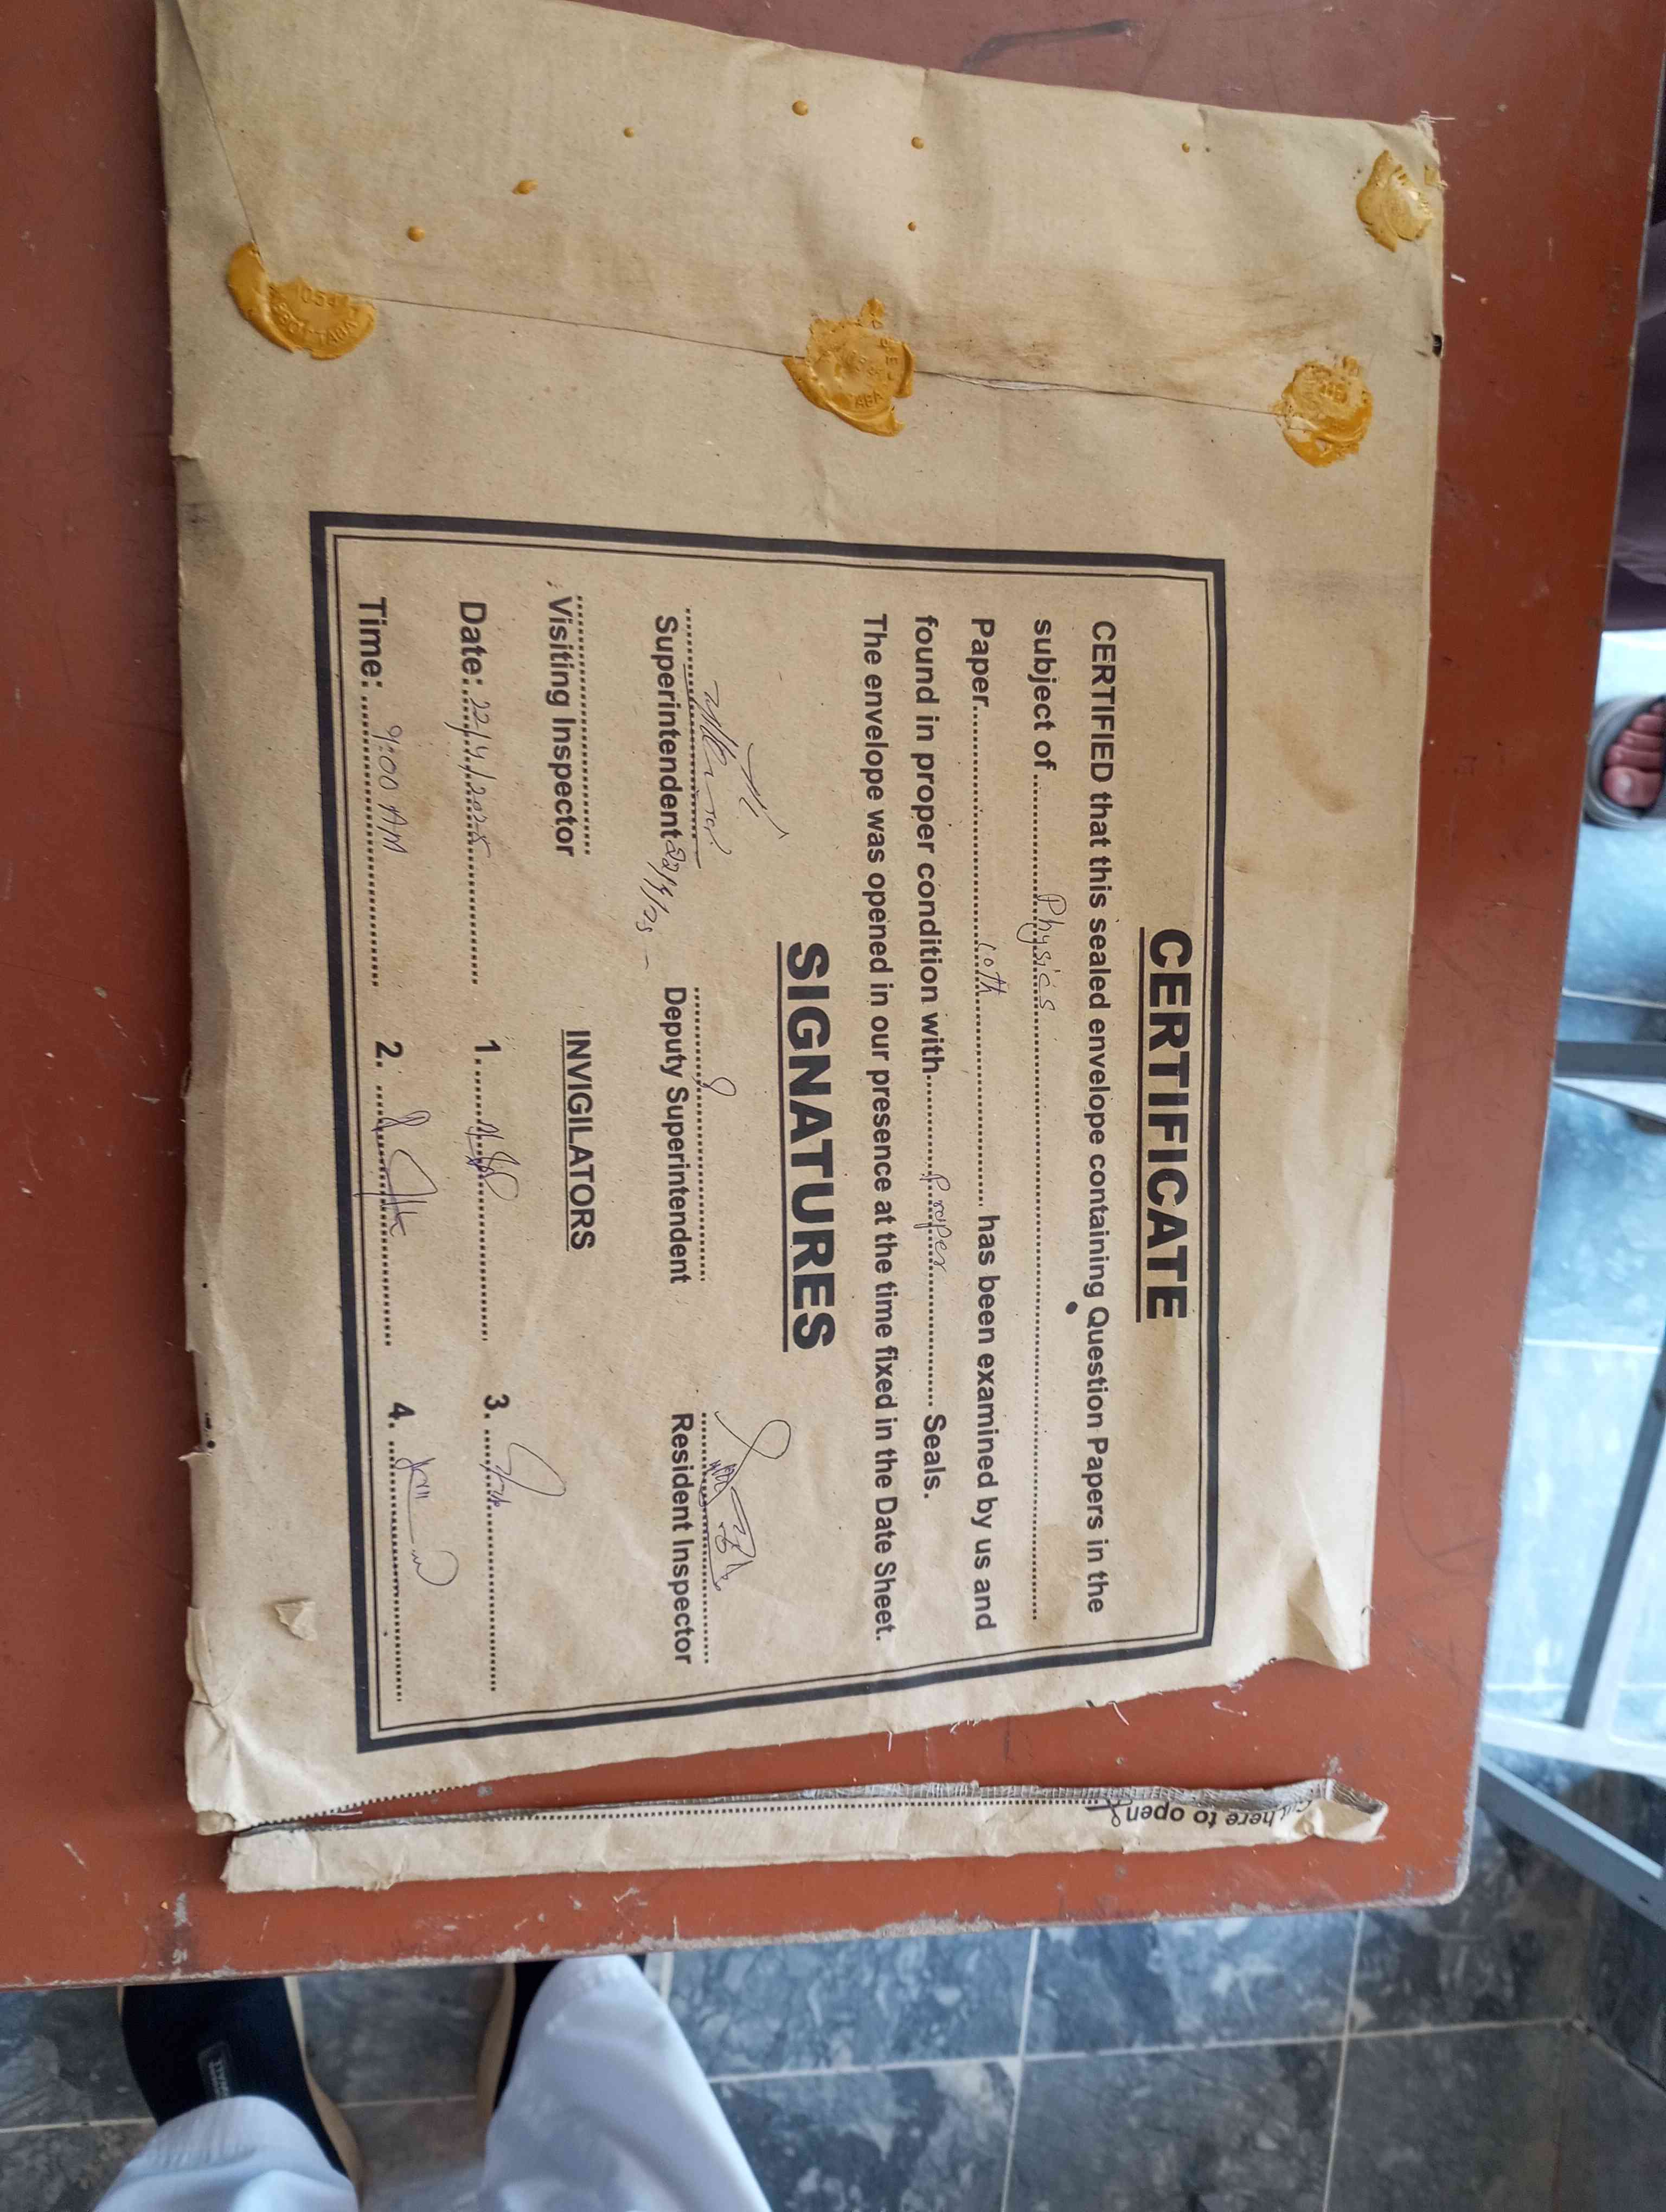 CERTIFICATE
CERTIFIED that this sealed envelope containing Question Papers in the
subject of.......... Physics ..........
Paper.......... 10th .......... has been examined by us and
found in proper condition with.......... Proper .......... Seals.
The envelope was opened in our presence at the time fixed in the Date Sheet.
SIGNATURES
Superintendent 22/4/25
Deputy Superintendent
Resident Inspector
Visiting Inspector
INVIGILATORS
Date: 22/4/2025
1.
3.
Time: 9:00 AM
2.
4.
Cut here to open